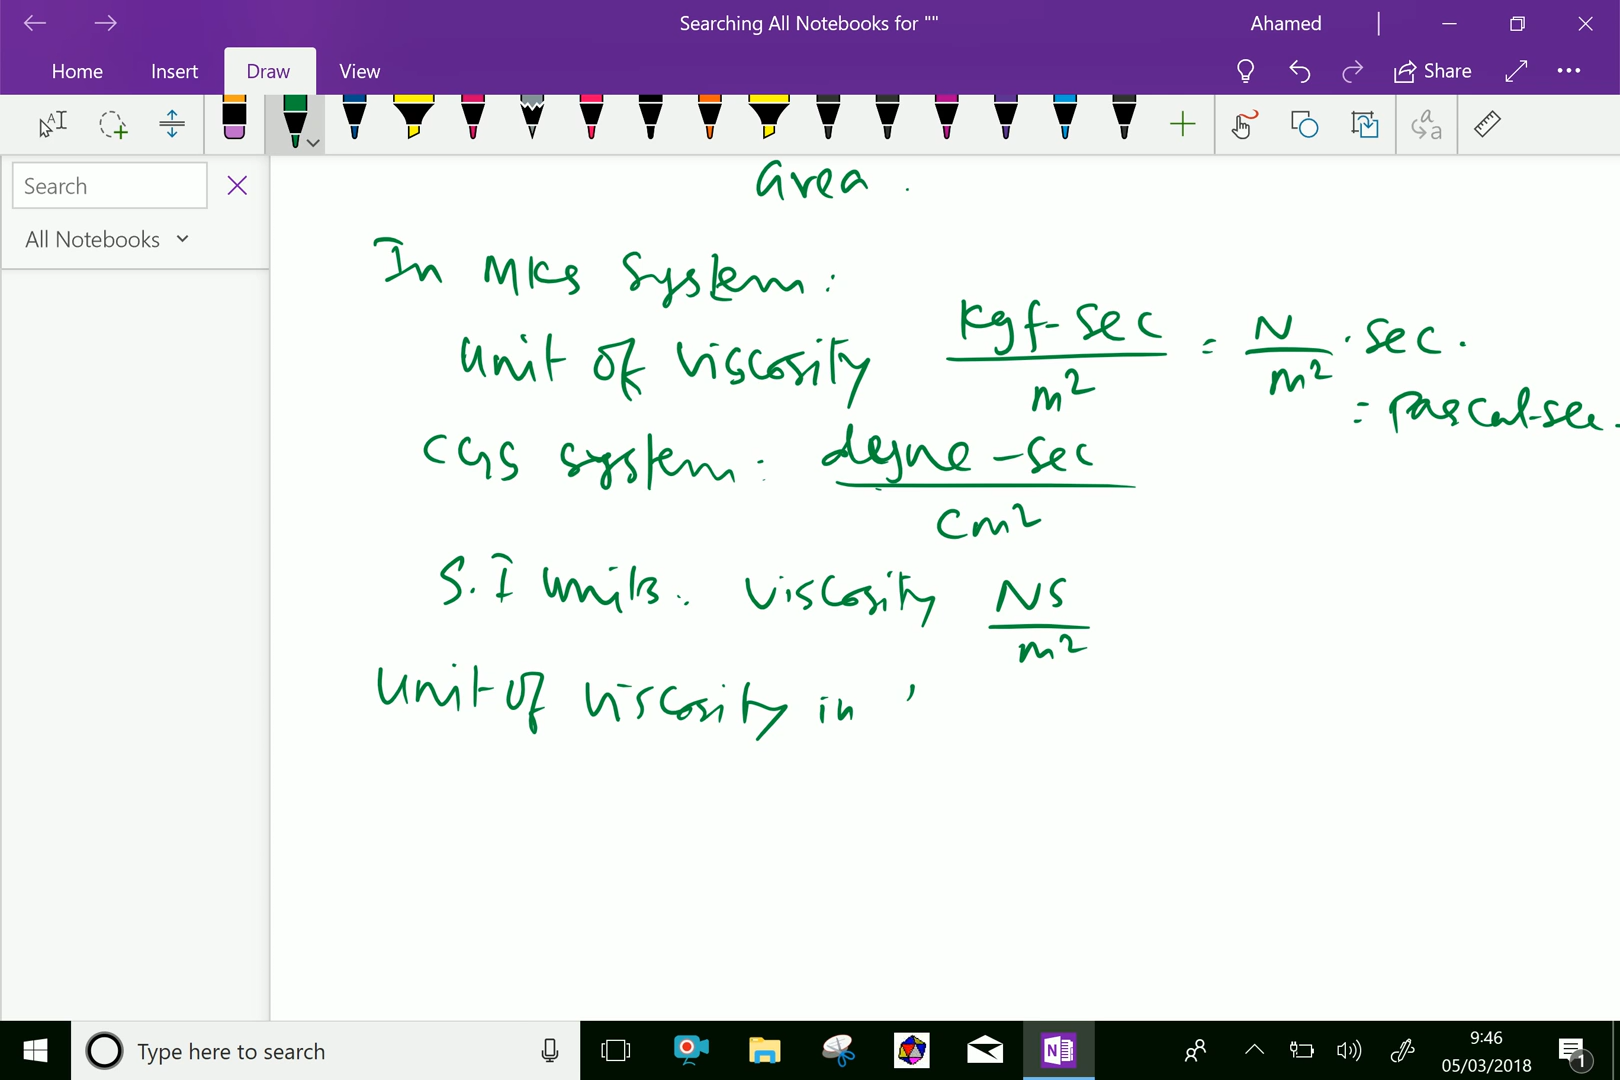 Searching All Notebooks for ""
Ahamed
Home Insert Draw View
Share
Search
All Notebooks
area .
In MKS System:
unit of viscosity kgf-sec / m² = N / m² . sec.
= pascal-sec.
CGS system: deyne -sec / cm²
S.I units: viscosity NS / m²
unit of viscosity in '
Type here to search
9:46
05/03/2018
1